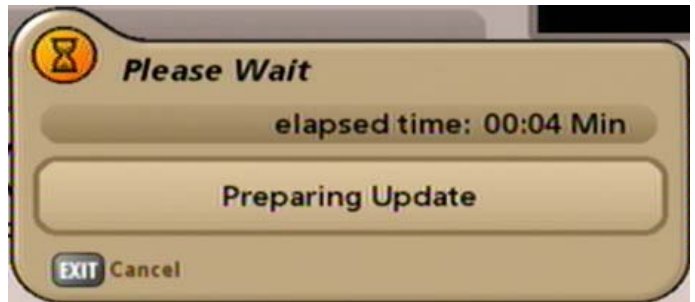 Please Wait
elapsed time: 00:04 Min
Preparing Update
EXIT Cancel